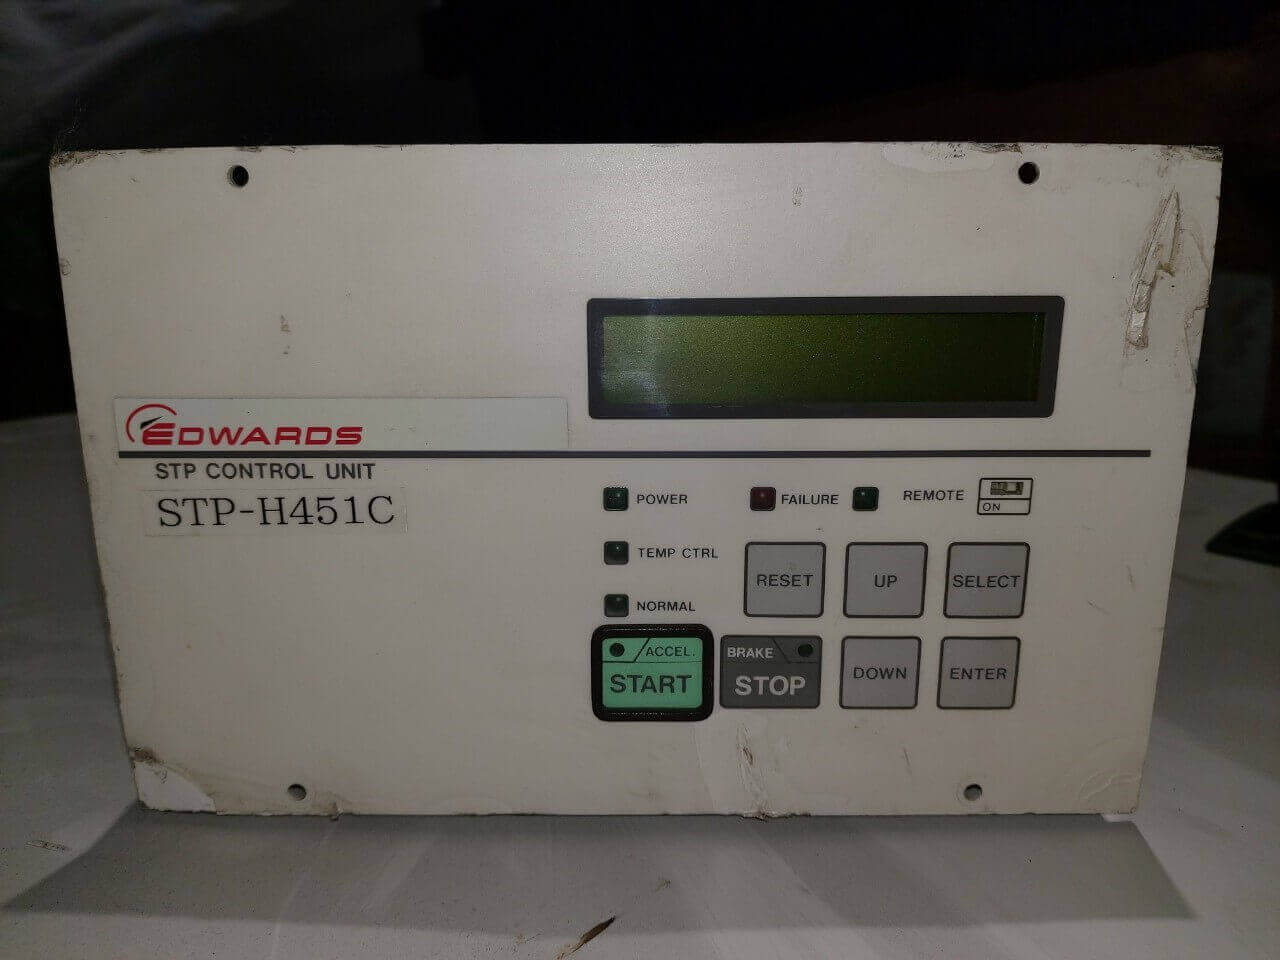 EDWARDS
STP CONTROL UNIT
STP-H451C
POWER
FAILURE
REMOTE
ON
TEMP CTRL
NORMAL
RESET
UP
SELECT
ACCEL.
START
BRAKE
STOP
DOWN
ENTER